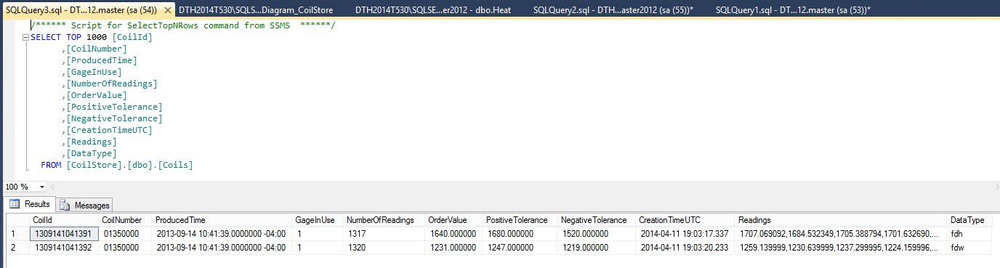 SQLQuery3.sql - DT...12.master (sa (54)) DTH2014T530\SQLS...Diagram_CoilStore DTH2014T530\SQLSE...er2012 - dbo.Heat SQLQuery2.sql - DTH...aster2012 (sa (55))* SQLQuery1.sql - DT...12.master (sa (53))*
/****** Script for SelectTopNRows command from SSMS ******/
SELECT TOP 1000 [CoilId]
,[CoilNumber]
,[ProducedTime]
,[GageInUse]
,[NumberOfReadings]
,[OrderValue]
,[PositiveTolerance]
,[NegativeTolerance]
,[CreationTimeUTC]
,[Readings]
,[DataType]
FROM [CoilStore].[dbo].[Coils]
100 %
Results Messages
CoilId CoilNumber ProducedTime GageInUse NumberOfReadings OrderValue PositiveTolerance NegativeTolerance CreationTimeUTC Readings DataType
1 1309141041391 01350000 2013-09-14 10:41:39.0000000 -04:00 1 1317 1640.000000 1680.000000 1520.000000 2014-04-11 19:03:17.337 1707.069092,1684.532349,1705.388794,1701.632690,... fdh
2 1309141041392 01350000 2013-09-14 10:41:39.0000000 -04:00 1 1320 1231.000000 1247.000000 1219.000000 2014-04-11 19:03:20.233 1259.139999,1230.639999,1237.299995,1224.159996,... fdw